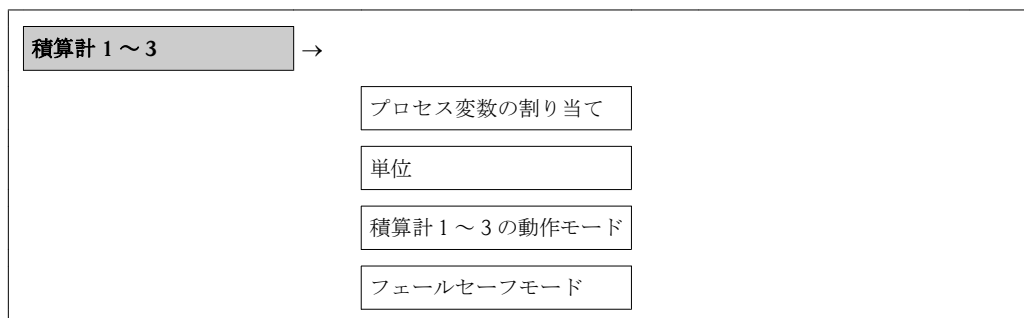 積算計 1 ～ 3 →
プロセス変数の割り当て
単位
積算計 1 ～ 3 の動作モード
フェールセーフモード